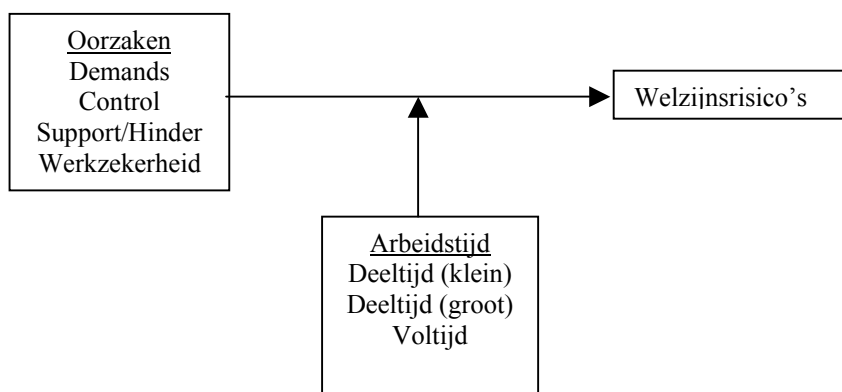 Oorzaken
Demands
Control
Support/Hinder
Werkzekerheid
Welzijnsrisico’s
Arbeidstijd
Deeltijd (klein)
Deeltijd (groot)
Voltijd